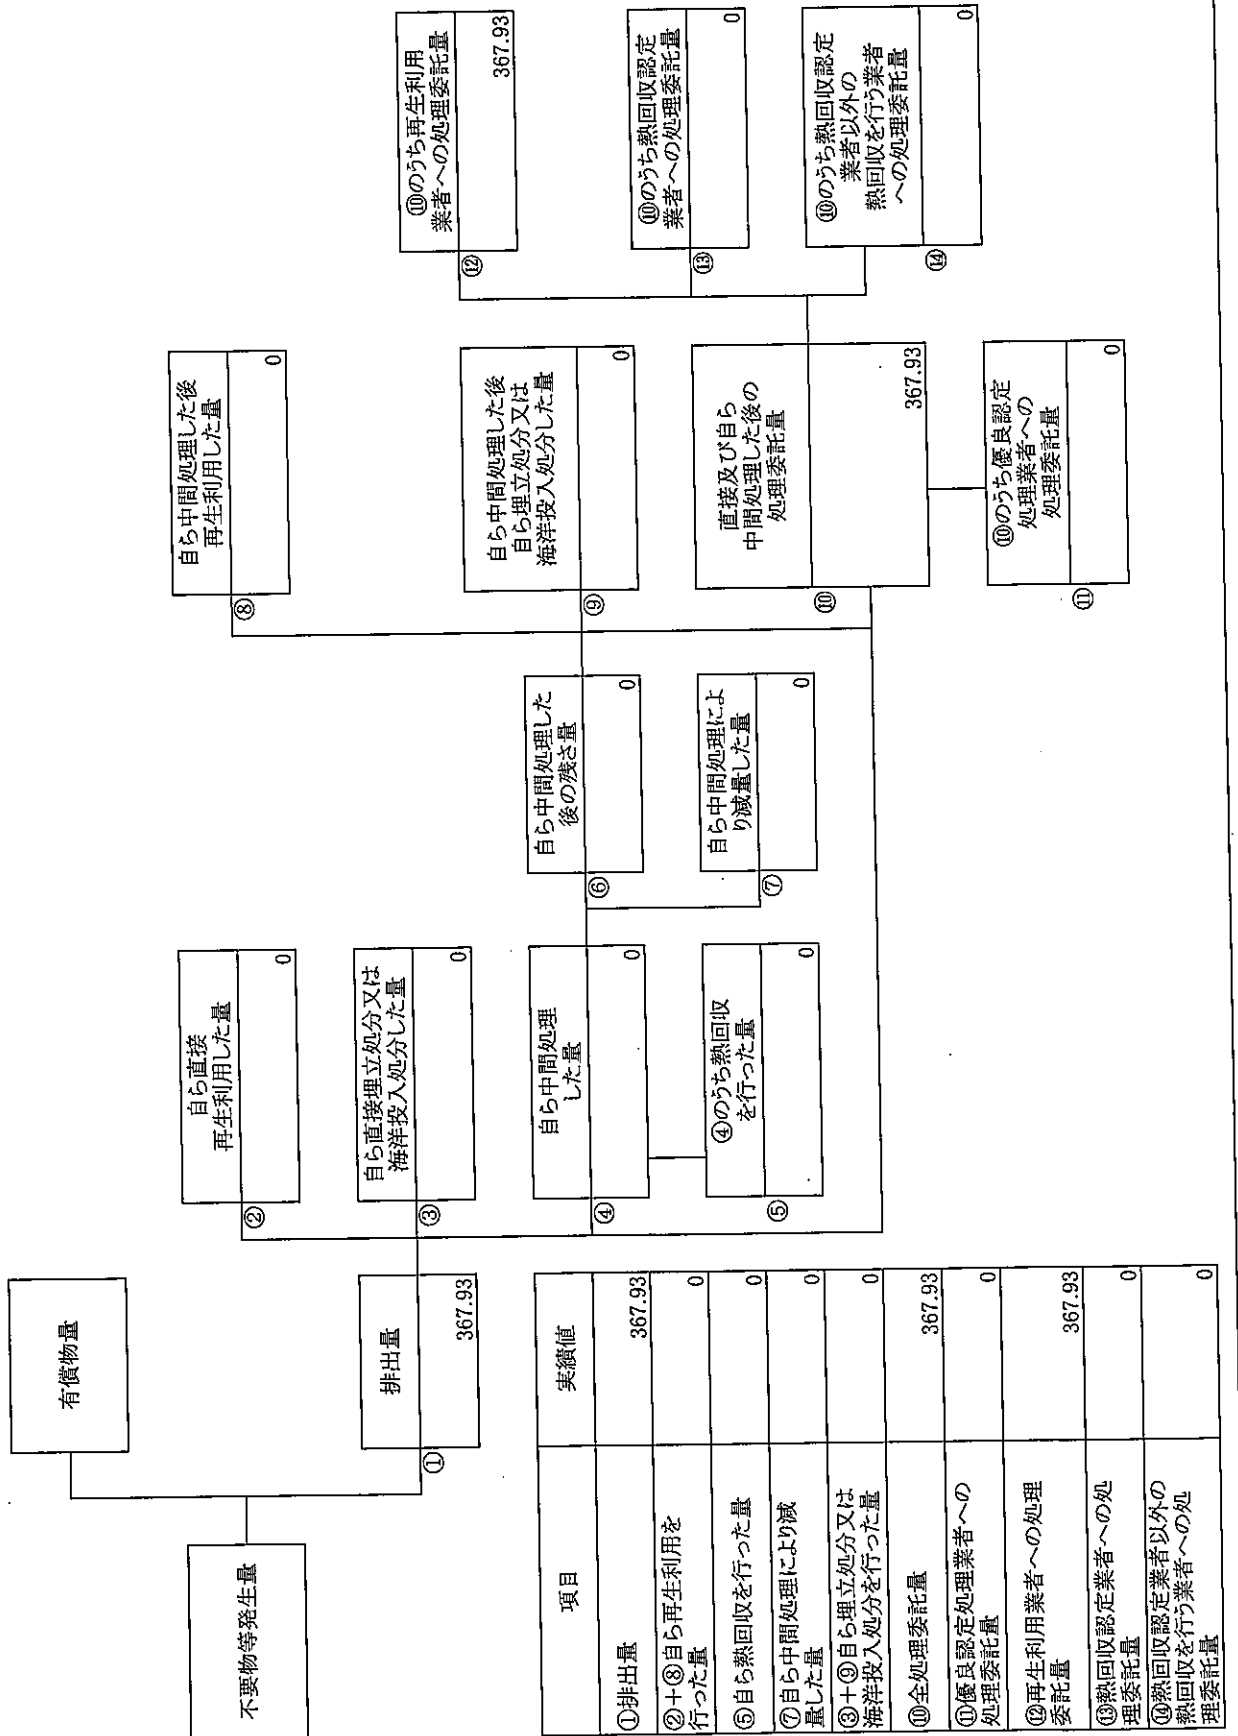 不要物等発生量
有償物量
排出量
①
367.93
自ら直接
再生利用した量
②
0
自ら直接埋立処分又は
海洋投入処分した量
③
0
自ら中間処理
した量
④
0
④のうち熱回収
を行った量
⑤
0
自ら中間処理した
後の残さ量
⑥
0
自ら中間処理によ
り減量した量
⑦
0
自ら中間処理した後
再生利用した量
⑧
0
自ら中間処理した後
自ら埋立処分又は
海洋投入処分した量
⑨
0
直接及び自ら
中間処理した後の
処理委託量
⑩
367.93
⑩のうち優良認定
処理業者への
処理委託量
⑪
0
⑩のうち再生利用
業者への処理委託量
⑫
367.93
⑩のうち熱回収認定
業者への処理委託量
⑬
0
⑩のうち熱回収認定
業者以外の
熱回収を行う業者
への処理委託量
⑭
0
項目 実績値
①排出量 367.93
②+⑧自ら再生利用を
行った量 0
⑤自ら熱回収を行った量 0
⑦自ら中間処理により減
量した量 0
③+⑨自ら埋立処分又は
海洋投入処分を行った量 0
⑩全処理委託量 367.93
⑪優良認定処理業者への
処理委託量 0
⑫再生利用業者への処理
委託量 367.93
⑬熱回収認定業者への処
理委託量 0
⑭熱回収認定業者以外の
熱回収を行う業者への処
理委託量 0